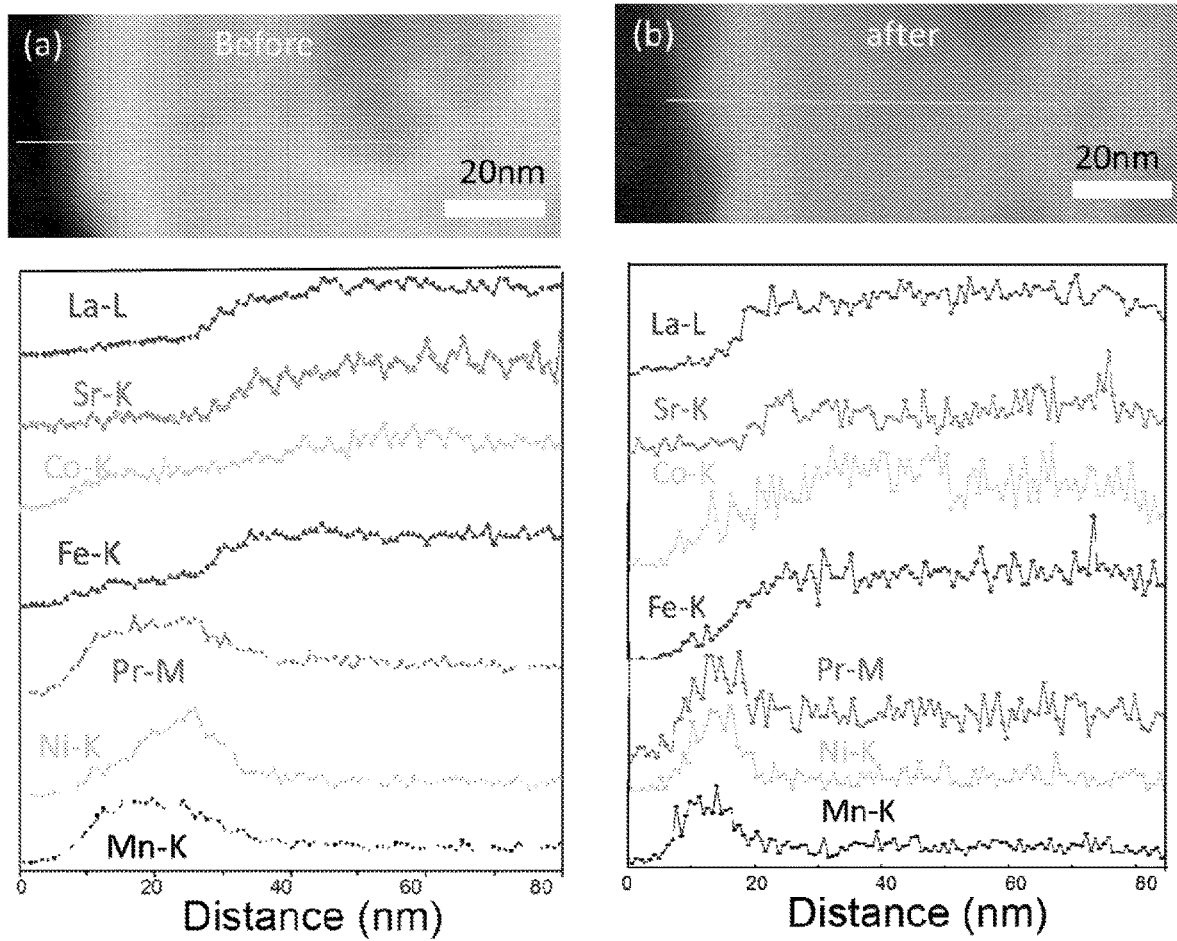 (a) Before
20nm
La-L
Sr-K
Co-K
Fe-K
Pr-M
Ni-K
Mn-K
0 20 40 60 80
Distance (nm)
(b) after
20nm
La-L
Sr-K
Co-K
Fe-K
Pr-M
Ni-K
Mn-K
0 20 40 60 80
Distance (nm)